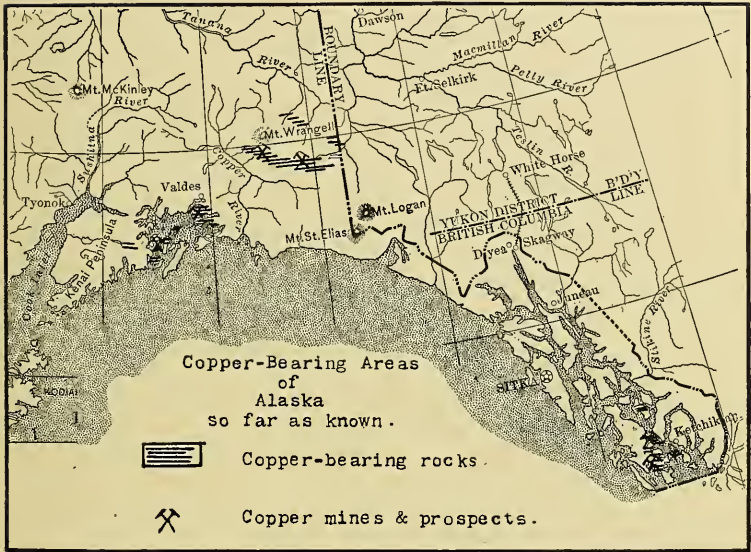 Dawson
Tanana
River
BOUNDARY
LINE
Macmillan River
Ft. Selkirk
Pelly River
Mt. McKinley
River
Sushitna
Mt. Wrangell
Copper
River
Teslin R.
White Horse
Tyonok
Valdes
Mt. Logan
Mt. St. Elias
YUKON DISTRICT
BRITISH COLUMBIA
B'D'Y
LINE
Dyea
Skagway
Kenai Peninsula
Cook Inlet
Juneau
Stikine River
SITKA
KODIAK
Ketchikan
Copper-Bearing Areas
of
Alaska
so far as known.
Copper-bearing rocks.
Copper mines & prospects.